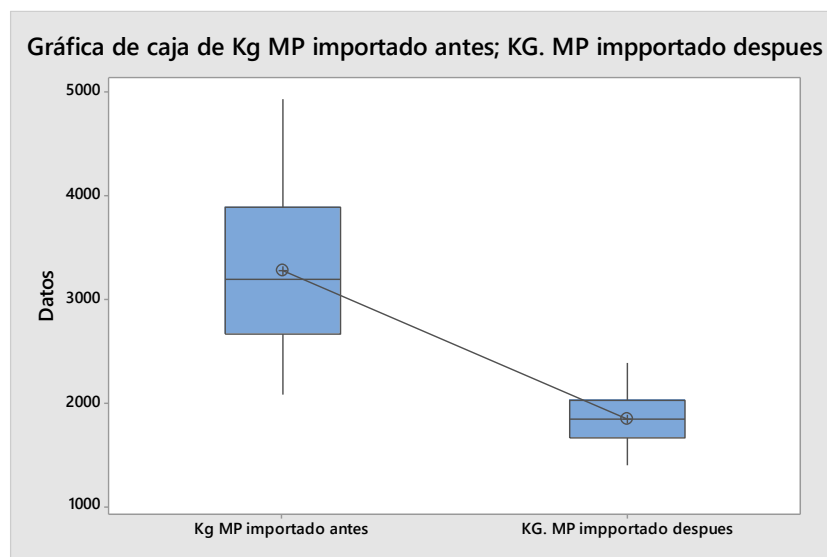 Gráfica de caja de Kg MP importado antes; KG. MP impportado despues
5000
4000
3000
2000
1000
Datos
Kg MP importado antes
KG. MP impportado despues